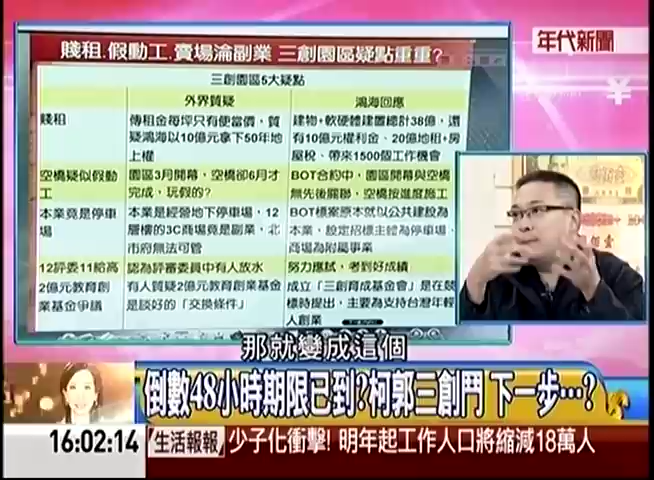 賤租.假動工.賣場淪副業 三創園區疑點重重?
年代新聞
三創園區5大疑點
外界質疑
鴻海回應
賤租
傳租金每坪只有便當價，質
疑鴻海以10億元拿下50年地
上權
建物+軟硬體建置總計38億，還
有10億元權利金、20億地租+房
屋稅、帶來1500個工作機會
空橋疑似假動
工
園區3月開幕，空橋卻6月才
完成，玩假的?
BOT合約中，園區開幕與空橋
無先後關聯，空橋按進度施工
本業竟是停車
場
本業是經營地下停車場，12
層樓的3C商場竟是副業，北
市府無法可管
BOT標案原本就以公共建設為
本業，設定招標主體為停車場、
商場為附屬事業
12評委11給高
認為評審委員中有人放水
努力應試，考到好成績
2億元教育創
業基金爭議
有人質疑2億元教育創業基金
是談好的「交換條件」
成立「三創育成基金會」是在競
標時提出，主要為支持台灣年輕
人創業
那就變成這個
倒數48小時期限已到?柯郭三創鬥 下一步…?
16:02:14
生活報報
少子化衝擊! 明年起工作人口將縮減18萬人